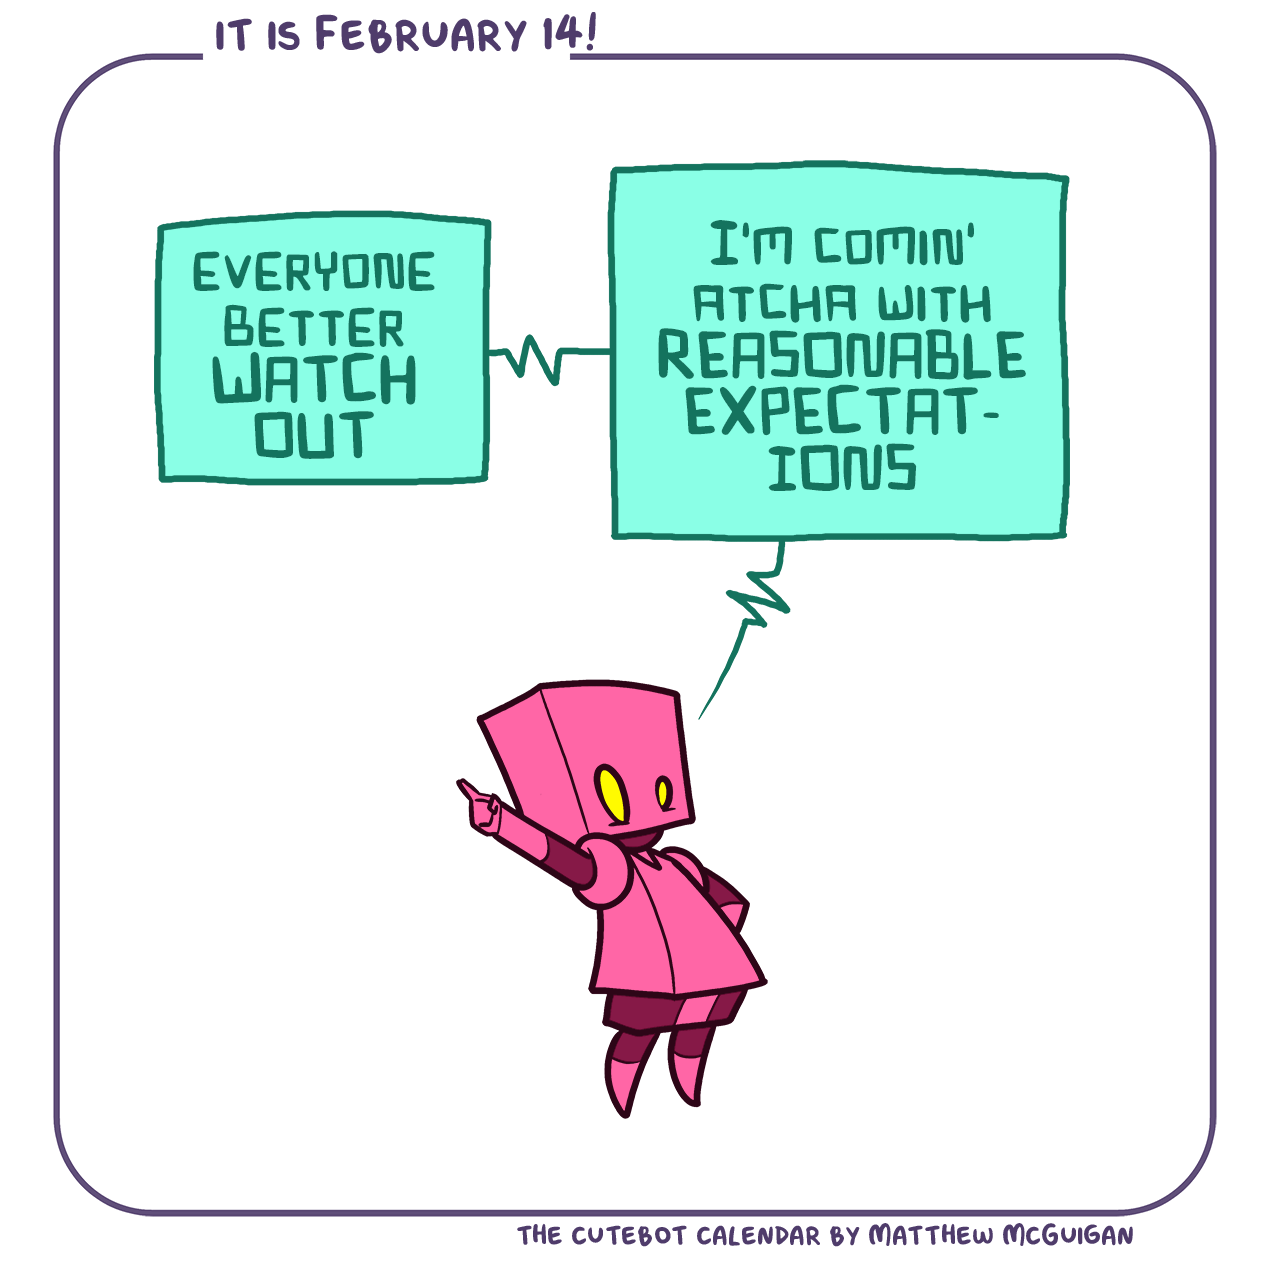 IT IS FEBRUARY 14!
EVERYONE
BETTER
WATCH
OUT
I'M COMIN'
ATCHA WITH
REASONABLE
EXPECTAT-
IONS
THE CUTEBOT CALENDAR BY MATTHEW MCGUIGAN